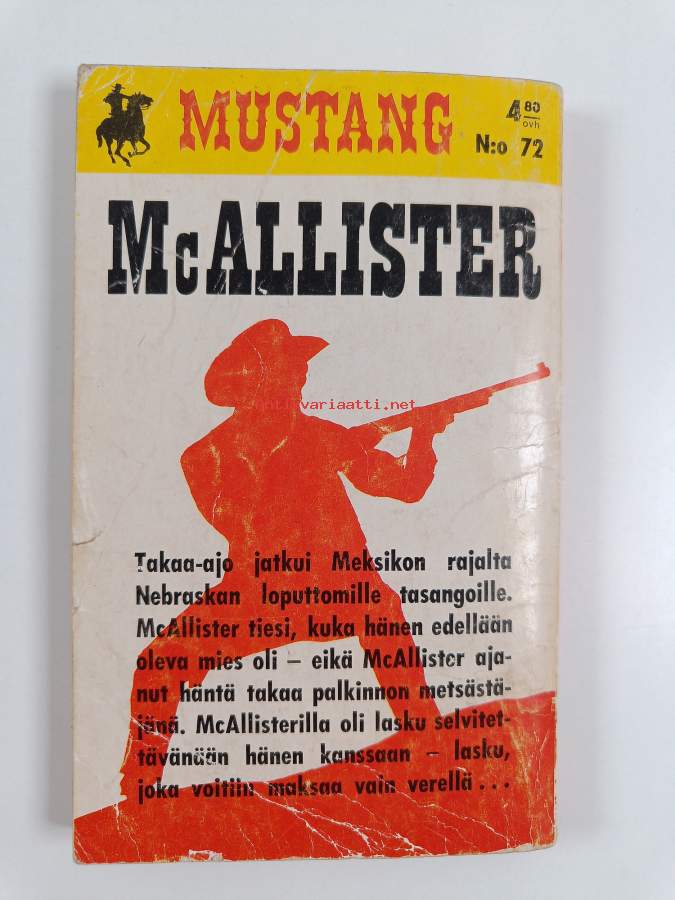 MUSTANG
4 80
ovh
N:o 72
McALLISTER
antikvariaatti.net
Takaa-ajo jatkui Meksikon rajalta
Nebraskan loputtomille tasangoille.
McAllister tiesi, kuka hänen edellään
oleva mies oli – eikä McAllister aja-
nut häntä takaa palkinnon metsästä-
jänä. McAllisterilla oli lasku selvitet-
tävänään hänen kanssaan – lasku,
joka voitiin maksaa vain verellä...